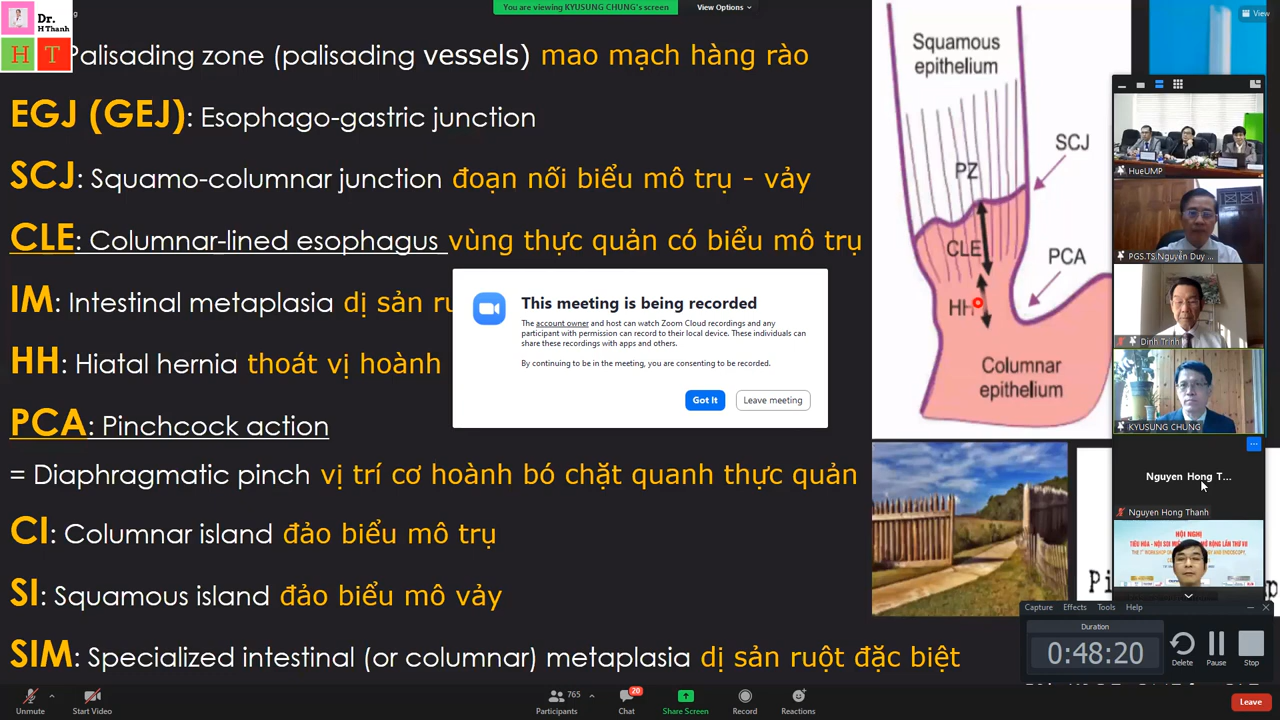 Dr.
H Thanh
H T
You are viewing KYUSUNG CHUNG's screen
View Options
View
Palisading zone (palisading vessels) mao mạch hàng rào
EGJ (GEJ): Esophago-gastric junction
SCJ: Squamo-columnar junction đoạn nối biểu mô trụ - vảy
CLE: Columnar-lined esophagus vùng thực quản có biểu mô trụ
IM: Intestinal metaplasia dị sản
HH: Hiatal hernia thoát vị hoành
PCA: Pinchcock action
= Diaphragmatic pinch vị trí cơ hoành bó chặt quanh thực quản
CI: Columnar island đảo biểu mô trụ
SI: Squamous island đảo biểu mô vảy
SIM: Specialized intestinal (or columnar) metaplasia dị sản ruột đặc biệt
This meeting is being recorded
The account owner and host can watch Zoom Cloud recordings and any
participant with permission can record to their local device. These individuals can
share these recordings with apps and others.
By continuing to be in the meeting, you are consenting to be recorded.
Got It
Leave meeting
Squamous
epithelium
SCJ
PZ
CLE
PCA
HH
Columnar
epithelium
HueUMP
PGS.TS.Nguyễn Duy ...
Dinh Trinh
KYUSUNG CHUNG
Nguyen Hong T...
Nguyen Hong Thanh
HỘI NGHỊ
Capture Effects Tools Help
Duration
0:48:20
Delete
Pause
Stop
Unmute
Start Video
765
Participants
20
Chat
Share Screen
Record
Reactions
Leave